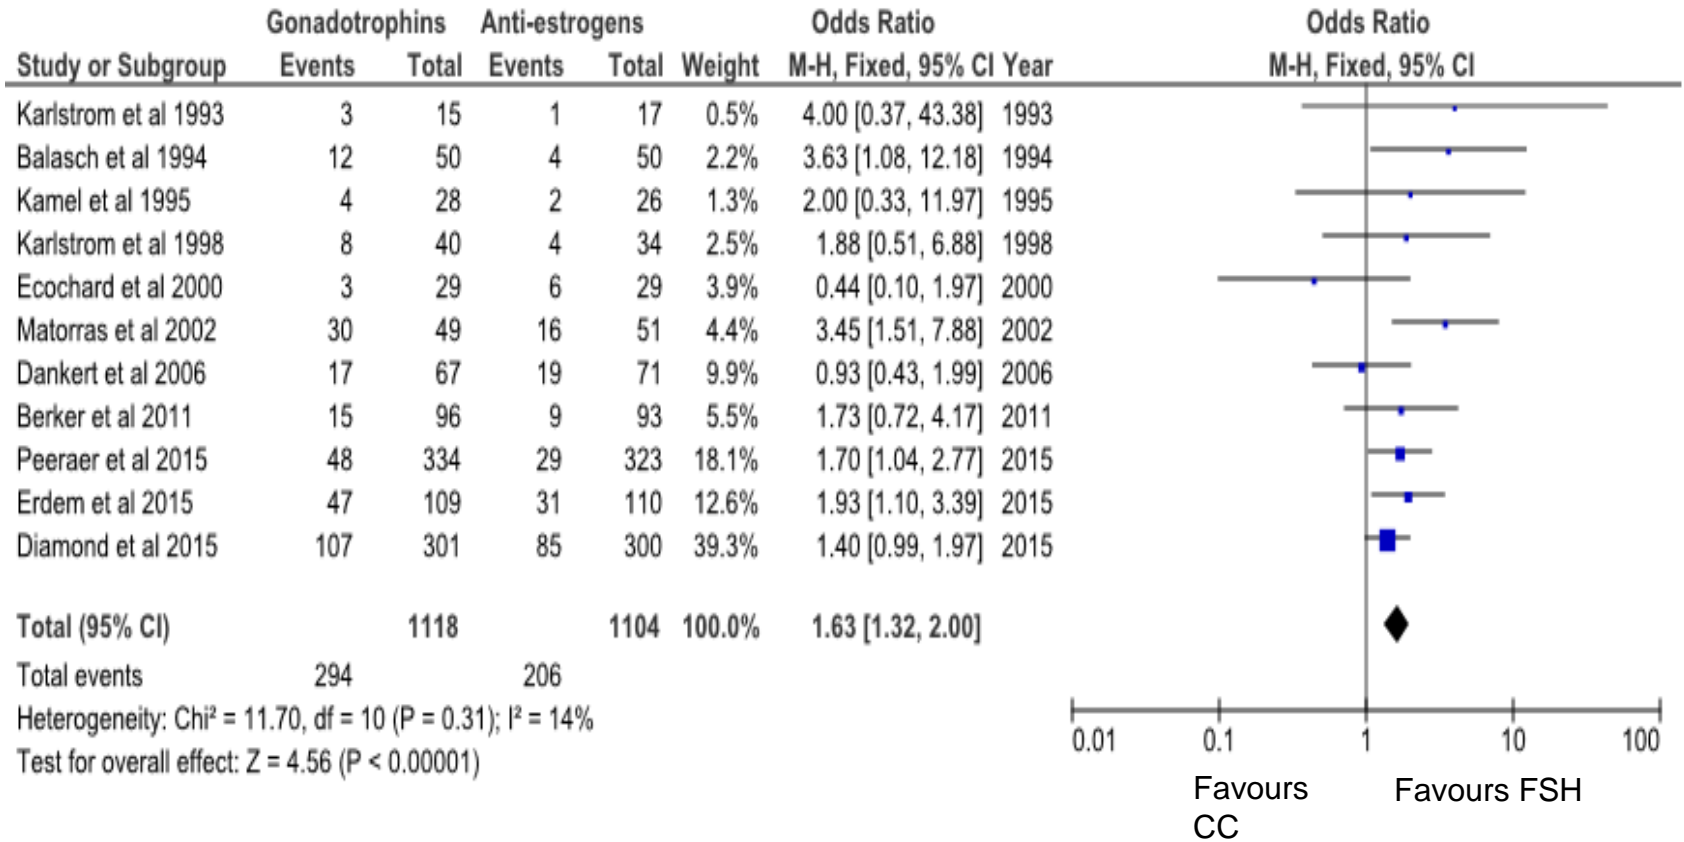 Gonadotrophins Anti-estrogens Odds Ratio Odds Ratio
Study or Subgroup Events Total Events Total Weight M-H, Fixed, 95% CI Year M-H, Fixed, 95% CI
Karlstrom et al 1993 3 15 1 17 0.5% 4.00 [0.37, 43.38] 1993
Balasch et al 1994 12 50 4 50 2.2% 3.63 [1.08, 12.18] 1994
Kamel et al 1995 4 28 2 26 1.3% 2.00 [0.33, 11.97] 1995
Karlstrom et al 1998 8 40 4 34 2.5% 1.88 [0.51, 6.88] 1998
Ecochard et al 2000 3 29 6 29 3.9% 0.44 [0.10, 1.97] 2000
Matorras et al 2002 30 49 16 51 4.4% 3.45 [1.51, 7.88] 2002
Dankert et al 2006 17 67 19 71 9.9% 0.93 [0.43, 1.99] 2006
Berker et al 2011 15 96 9 93 5.5% 1.73 [0.72, 4.17] 2011
Peeraer et al 2015 48 334 29 323 18.1% 1.70 [1.04, 2.77] 2015
Erdem et al 2015 47 109 31 110 12.6% 1.93 [1.10, 3.39] 2015
Diamond et al 2015 107 301 85 300 39.3% 1.40 [0.99, 1.97] 2015
Total (95% CI) 1118 1104 100.0% 1.63 [1.32, 2.00]
Total events 294 206
Heterogeneity: Chi² = 11.70, df = 10 (P = 0.31); I² = 14%
Test for overall effect: Z = 4.56 (P < 0.00001)
0.01 0.1 1 10 100
Favours Favours FSH
CC